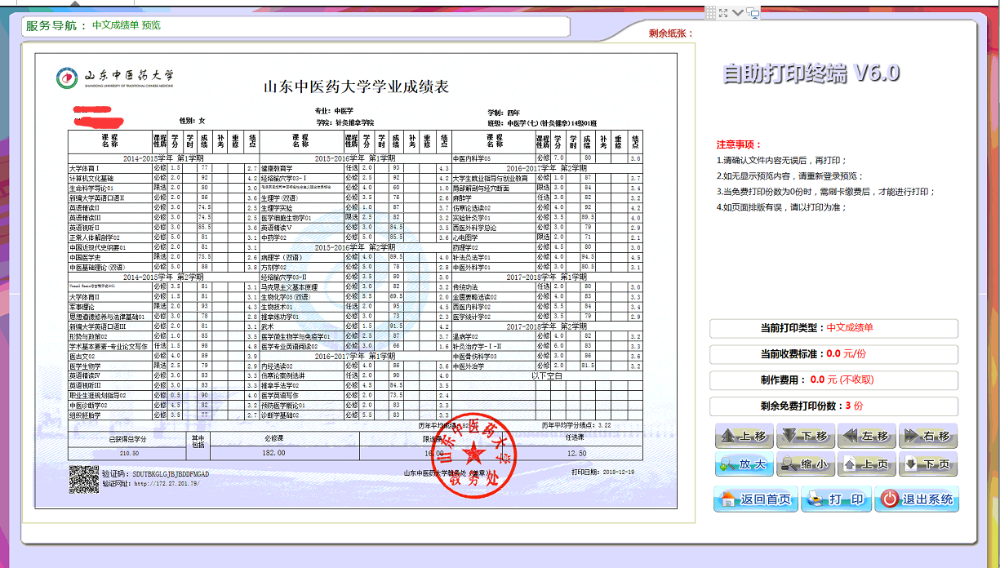 服务导航： 中文成绩单 预览
剩余纸张：
山东中医药大学
SHANDONG UNIVERSITY OF TRADITIONAL CHINESE MEDICINE
山东中医药大学学业成绩表
性别：女
专业：中医学
学院：针灸推拿学院
学制：四年
班级：中医学(七)(针灸推拿)14级01班
课程名称 课程性质 学分 学时 成绩 补考 重修 绩点
2014-2015学年 第1学期
大学体育Ⅰ 必修 1.5 77 2.7
计算机文化基础 必修 2.0 92 4.2
生命科学导论01 限选 2.0 80 3.0
新编大学英语口语Ⅱ 必修 2.0 86 3.6
英语精读Ⅱ 必修 3.0 74.5 2.5
英语精读Ⅲ 必修 3.0 74.5 2.5
英语视听Ⅱ 必修 3.0 85.5 3.6
正常人体解剖学02 必修 5.0 81 3.1
中国近现代史纲要01 必修 2.0 81 3.1
中国医学史 限选 2.0 75.5 2.6
中医基础理论(双语) 必修 5.0 88 3.8
2014-2015学年 第2学期
Visual Basic语言程序设计01 必修 3.5 81 3.1
大学体育Ⅱ 必修 1.5 81 3.1
军事理论 限选 2.0 93 4.3
思想道德修养与法律基础01 必修 3.0 78 2.8
新编大学英语口语Ⅲ 必修 2.0 81 3.1
形势与政策02 必修 1.0 85 3.5
学术基本要素-专业论文写作 任选 1.5 98 4.8
医古文02 必修 4.0 89 3.9
医学生物学 限选 2.5 79 2.9
英语精读Ⅳ 必修 3.0 83 3.3
英语视听Ⅲ 必修 3.0 83 3.3
职业生涯规划指导02 必修 0.5 90 4.0
中医诊断学02 必修 4.5 82 3.2
组织胚胎学 必修 3.5 77 2.7
课程名称 课程性质 学分 学时 成绩 补考 重修 绩点
2015-2016学年 第1学期
健康教育学 任选 2.0 93 4.3
经络腧穴学03-Ⅰ 必修 2.5 92 4.2
必修 4.0 60 1.0
生理学(双语) 必修 3.5 76 2.6
生理学实验 必修 1.0 87 3.7
医学细胞生物学01 限选 2.5 82 3.2
英语精读Ⅴ 必修 3.0 84.5 3.5
中药学02 必修 5.0 85.5 3.6
2015-2016学年 第2学期
病理学（双语） 必修 4.0 89.5 4.0
方剂学02 必修 5.0 78 2.8
经络腧穴学03-Ⅱ 必修 3.5 80 3.0
马克思主义基本原理 必修 3.0 82 3.2
生物化学05(双语) 必修 5.5 69.5 2.0
生物技术01 任选 2.0 95 4.5
推拿练功学01 必修 3.0 73 2.3
武术 必修 1.5 91.5 4.2
医学微生物学与免疫学01 必修 2.5 87 3.7
医学专业英语阅读02 必修 3.0 66 1.6
2016-2017学年 第1学期
内经选读02 必修 4.0 86 3.6
伤寒论案例选讲 任选 2.0 90 4.0
推拿手法学02 必修 4.5 84.5 3.5
医学英语写作 必修 2.0 73.5 2.4
预防医学概论01 必修 2.0 83 3.3
诊断学基础02 必修 5.5 83 3.3
课程名称 课程性质 学分 学时 成绩 补考 重修 绩点
中医内科学05 必修 7.0 80 3.0
2016-2017学年 第2学期
大学生就业指导与创业教育 必修 1.0 87 3.7
局部解剖与经穴断面 限选 3.0 84 3.4
麻醉学 任选 3.0 82 3.2
伤寒论选读02 必修 4.0 92 4.2
实验针灸学01 必修 3.5 89.5 4.0
西医外科学总论 必修 3.0 79 2.9
心电图学 限选 2.0 71 2.1
药理学02 必修 4.5 80 3.0
针法灸法学01 必修 4.0 94.5 4.5
中医外科学01 必修 3.0 80.5 3.1
2017-2018学年 第1学期
传统功法 任选 2.0 80 3.0
金匮要略选读02 必修 4.0 83 3.3
西医内科学02 必修 5.5 84 3.4
医学统计学02 必修 3.5 79 2.9
2017-2018学年 第2学期
温病学02 必修 4.0 82 3.2
针灸治疗学-Ⅰ-Ⅱ 必修 6.0 83 3.3
中医骨伤科学03 必修 3.0 86 3.6
中医外治学 必修 2.0 81.5 3.2
以下空白
历年平均学分绩点：3.22
已获得总学分 其中包括 必修课 限选课 任选课
210.50 182.00 16.00 12.50
验证码：SDUTBKGLGJBJBDDFMGAD
验证网址：http://172.27.201.79/
山东中医药大学教务处（盖章）
打印日期：2018-12-19
山东中医药大学
教务处
自助打印终端 V6.0
注意事项：
1.请确认文件内容无误后，再打印；
2.如无显示预览内容，请重新登录预览；
3.当免费打印份数为0份时，需刷卡缴费后，才能进行打印；
4.如页面排版有误，请以打印为准；
当前打印类型：中文成绩单
当前收费标准：0.0 元/份
制作费用： 0.0 元 (不收取)
剩余免费打印份数：3 份
上移 下移 左移 右移
放大 缩小 上页 下页
返回首页 打 印 退出系统